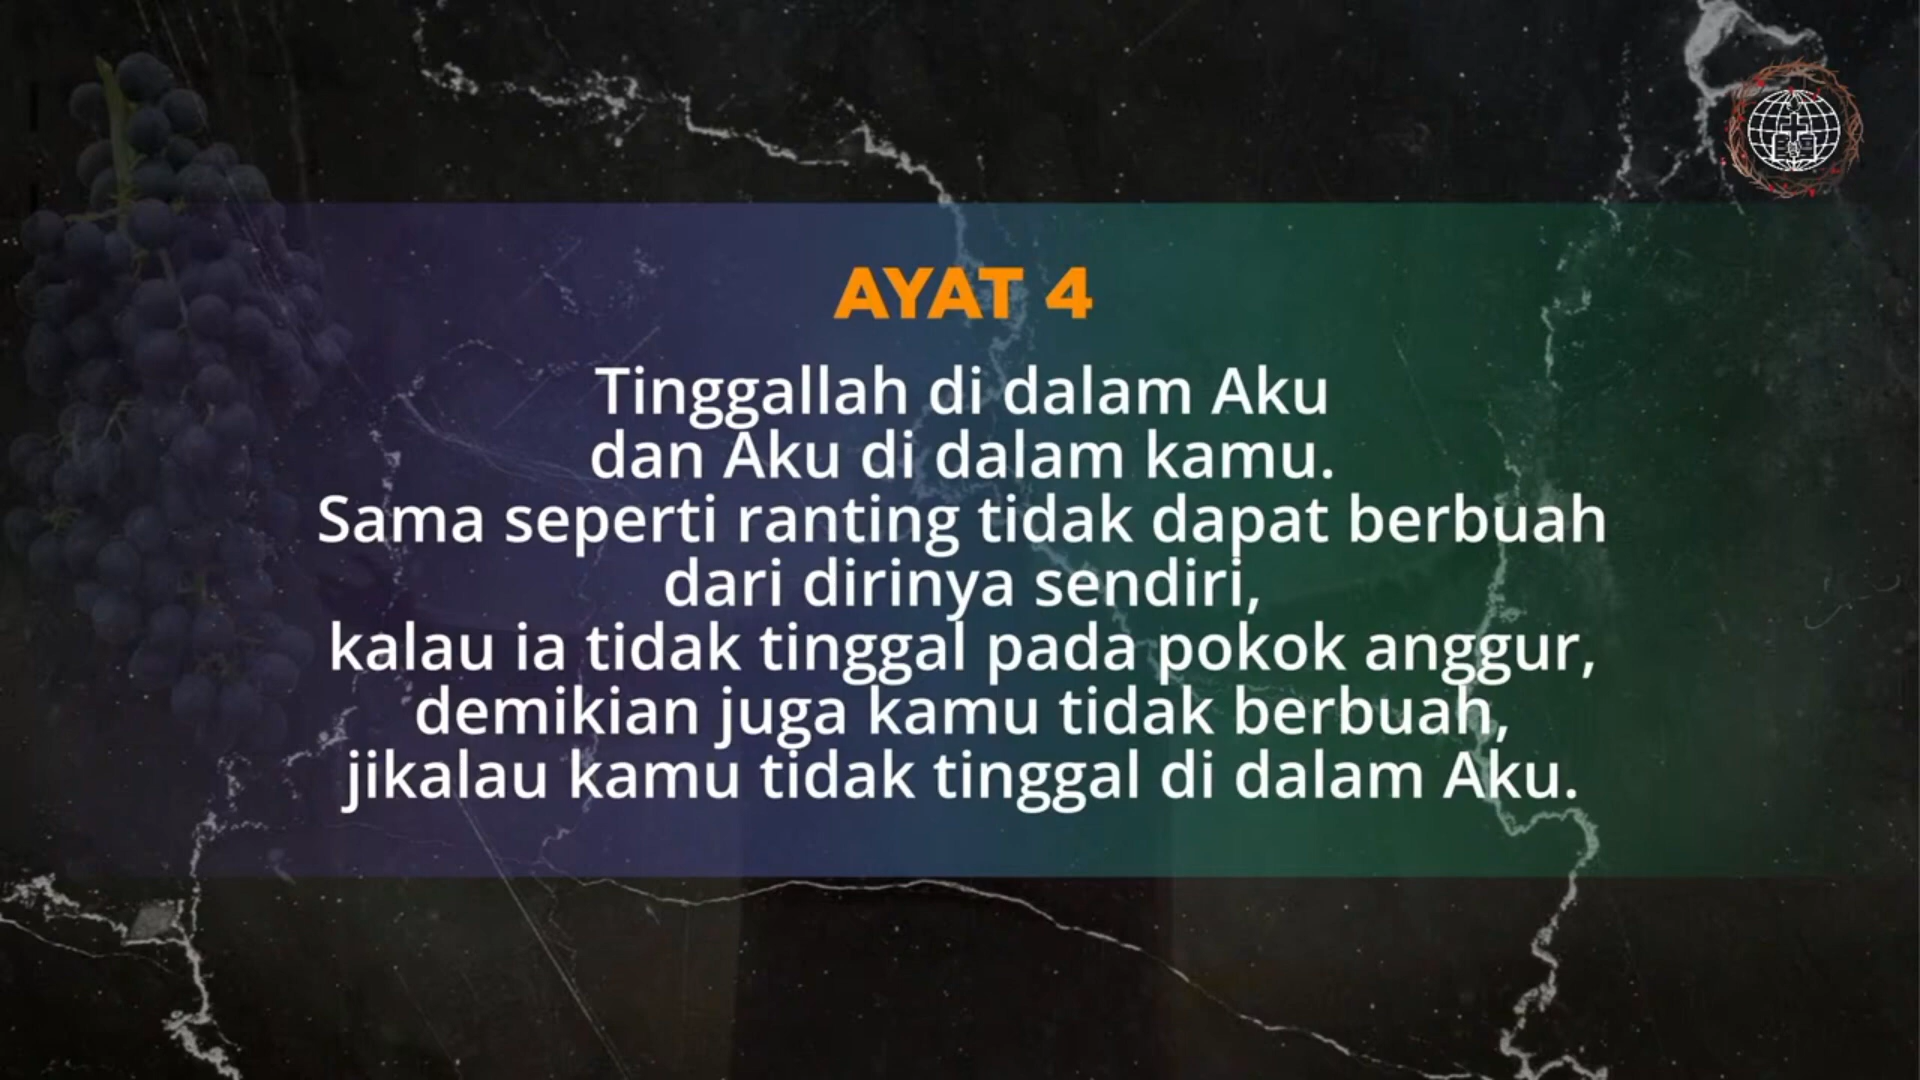 AYAT 4
Tinggallah di dalam Aku
dan Aku di dalam kamu.
Sama seperti ranting tidak dapat berbuah
dari dirinya sendiri,
kalau ia tidak tinggal pada pokok anggur,
demikian juga kamu tidak berbuah,
jikalau kamu tidak tinggal di dalam Aku.